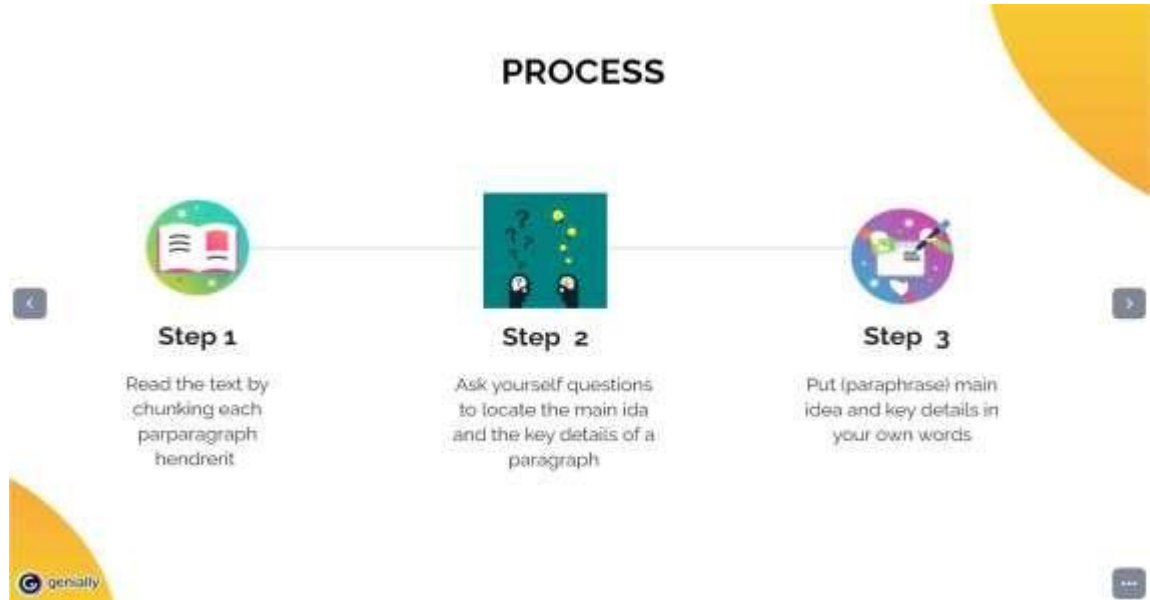 PROCESS
Step 1
Read the text by
chunking each
parparagraph
hendrerit
Step 2
Ask yourself questions
to locate the main ida
and the key details of a
paragraph
Step 3
Put (paraphrase) main
idea and key details in
your own words
genially